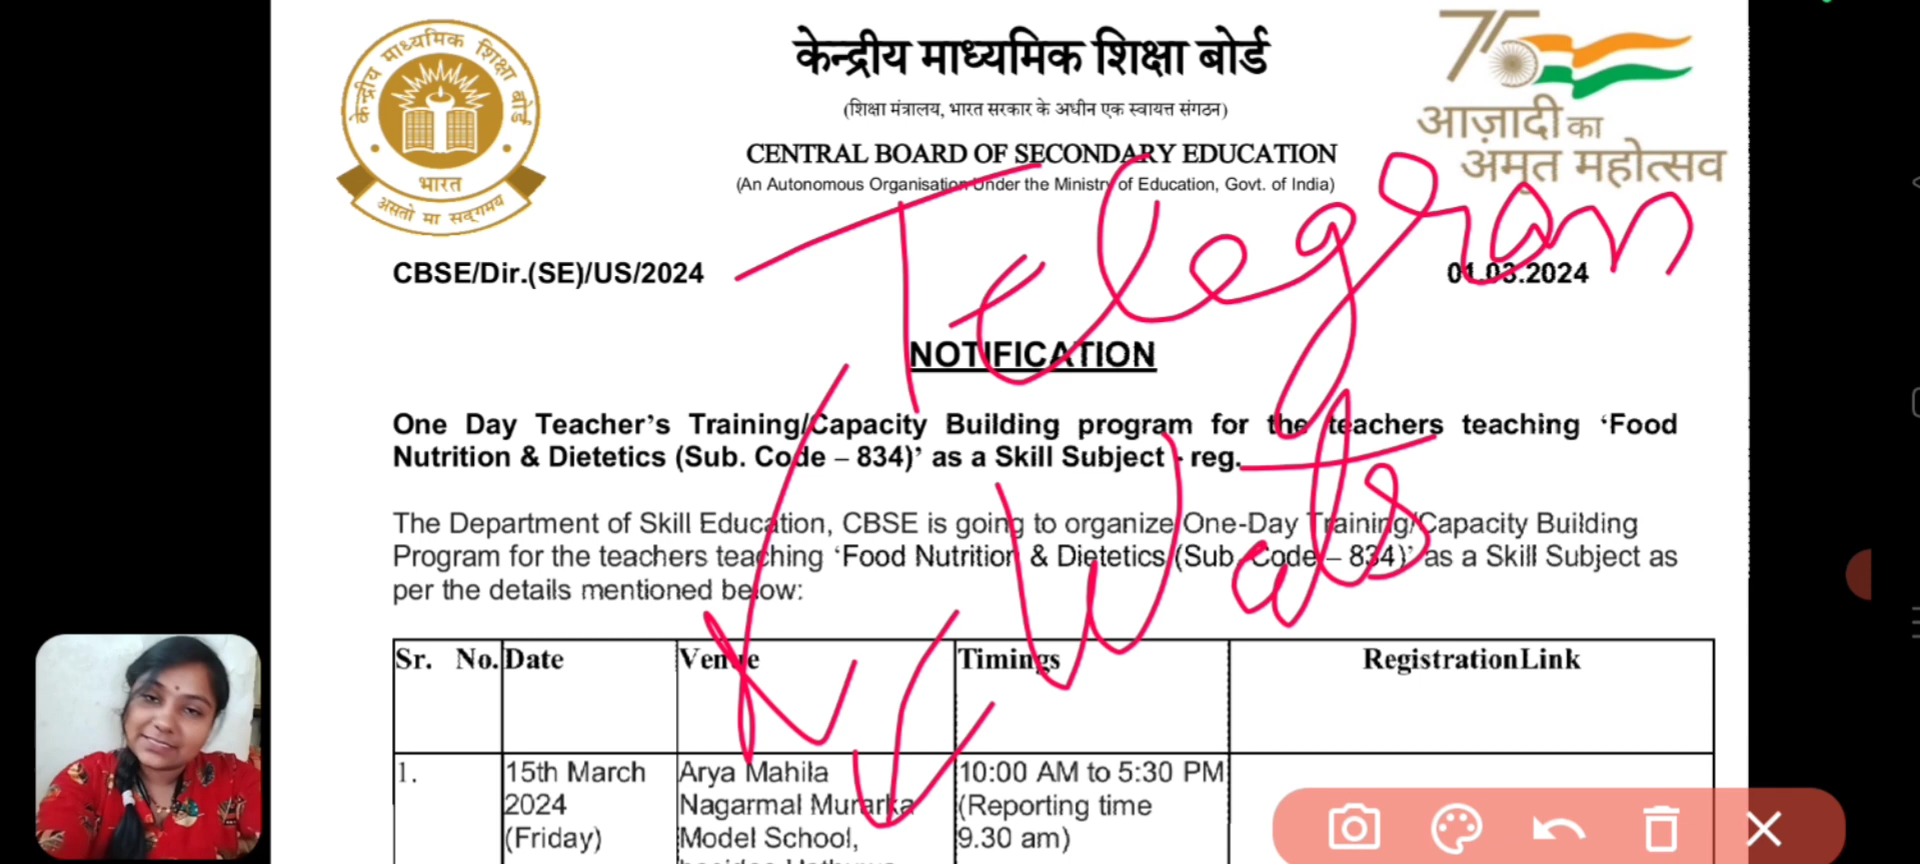 केन्द्रीय माध्यमिक शिक्षा बोर्ड
भारत
असतो मा सद्गमय
केन्द्रीय माध्यमिक शिक्षा बोर्ड
(शिक्षा मंत्रालय, भारत सरकार के अधीन एक स्वायत्त संगठन)
CENTRAL BOARD OF SECONDARY EDUCATION
(An Autonomous Organisation Under the Ministry of Education, Govt. of India)
75
आज़ादी का
अमृत महोत्सव
Telegram
CBSE/Dir.(SE)/US/2024 01.03.2024
NOTIFICATION
One Day Teacher's Training/Capacity Building program for the teachers teaching ‘Food
Nutrition & Dietetics (Sub. Code – 834)’ as a Skill Subject - reg.
Wats
The Department of Skill Education, CBSE is going to organize One-Day Training/Capacity Building
Program for the teachers teaching ‘Food Nutrition & Dietetics (Sub. Code – 834)’ as a Skill Subject as
per the details mentioned below:
Sr. No. Date Venue Timings RegistrationLink
1. 15th March Arya Mahila 10:00 AM to 5:30 PM
2024 Nagarmal Murarka (Reporting time
(Friday) Model School, 9.30 am)